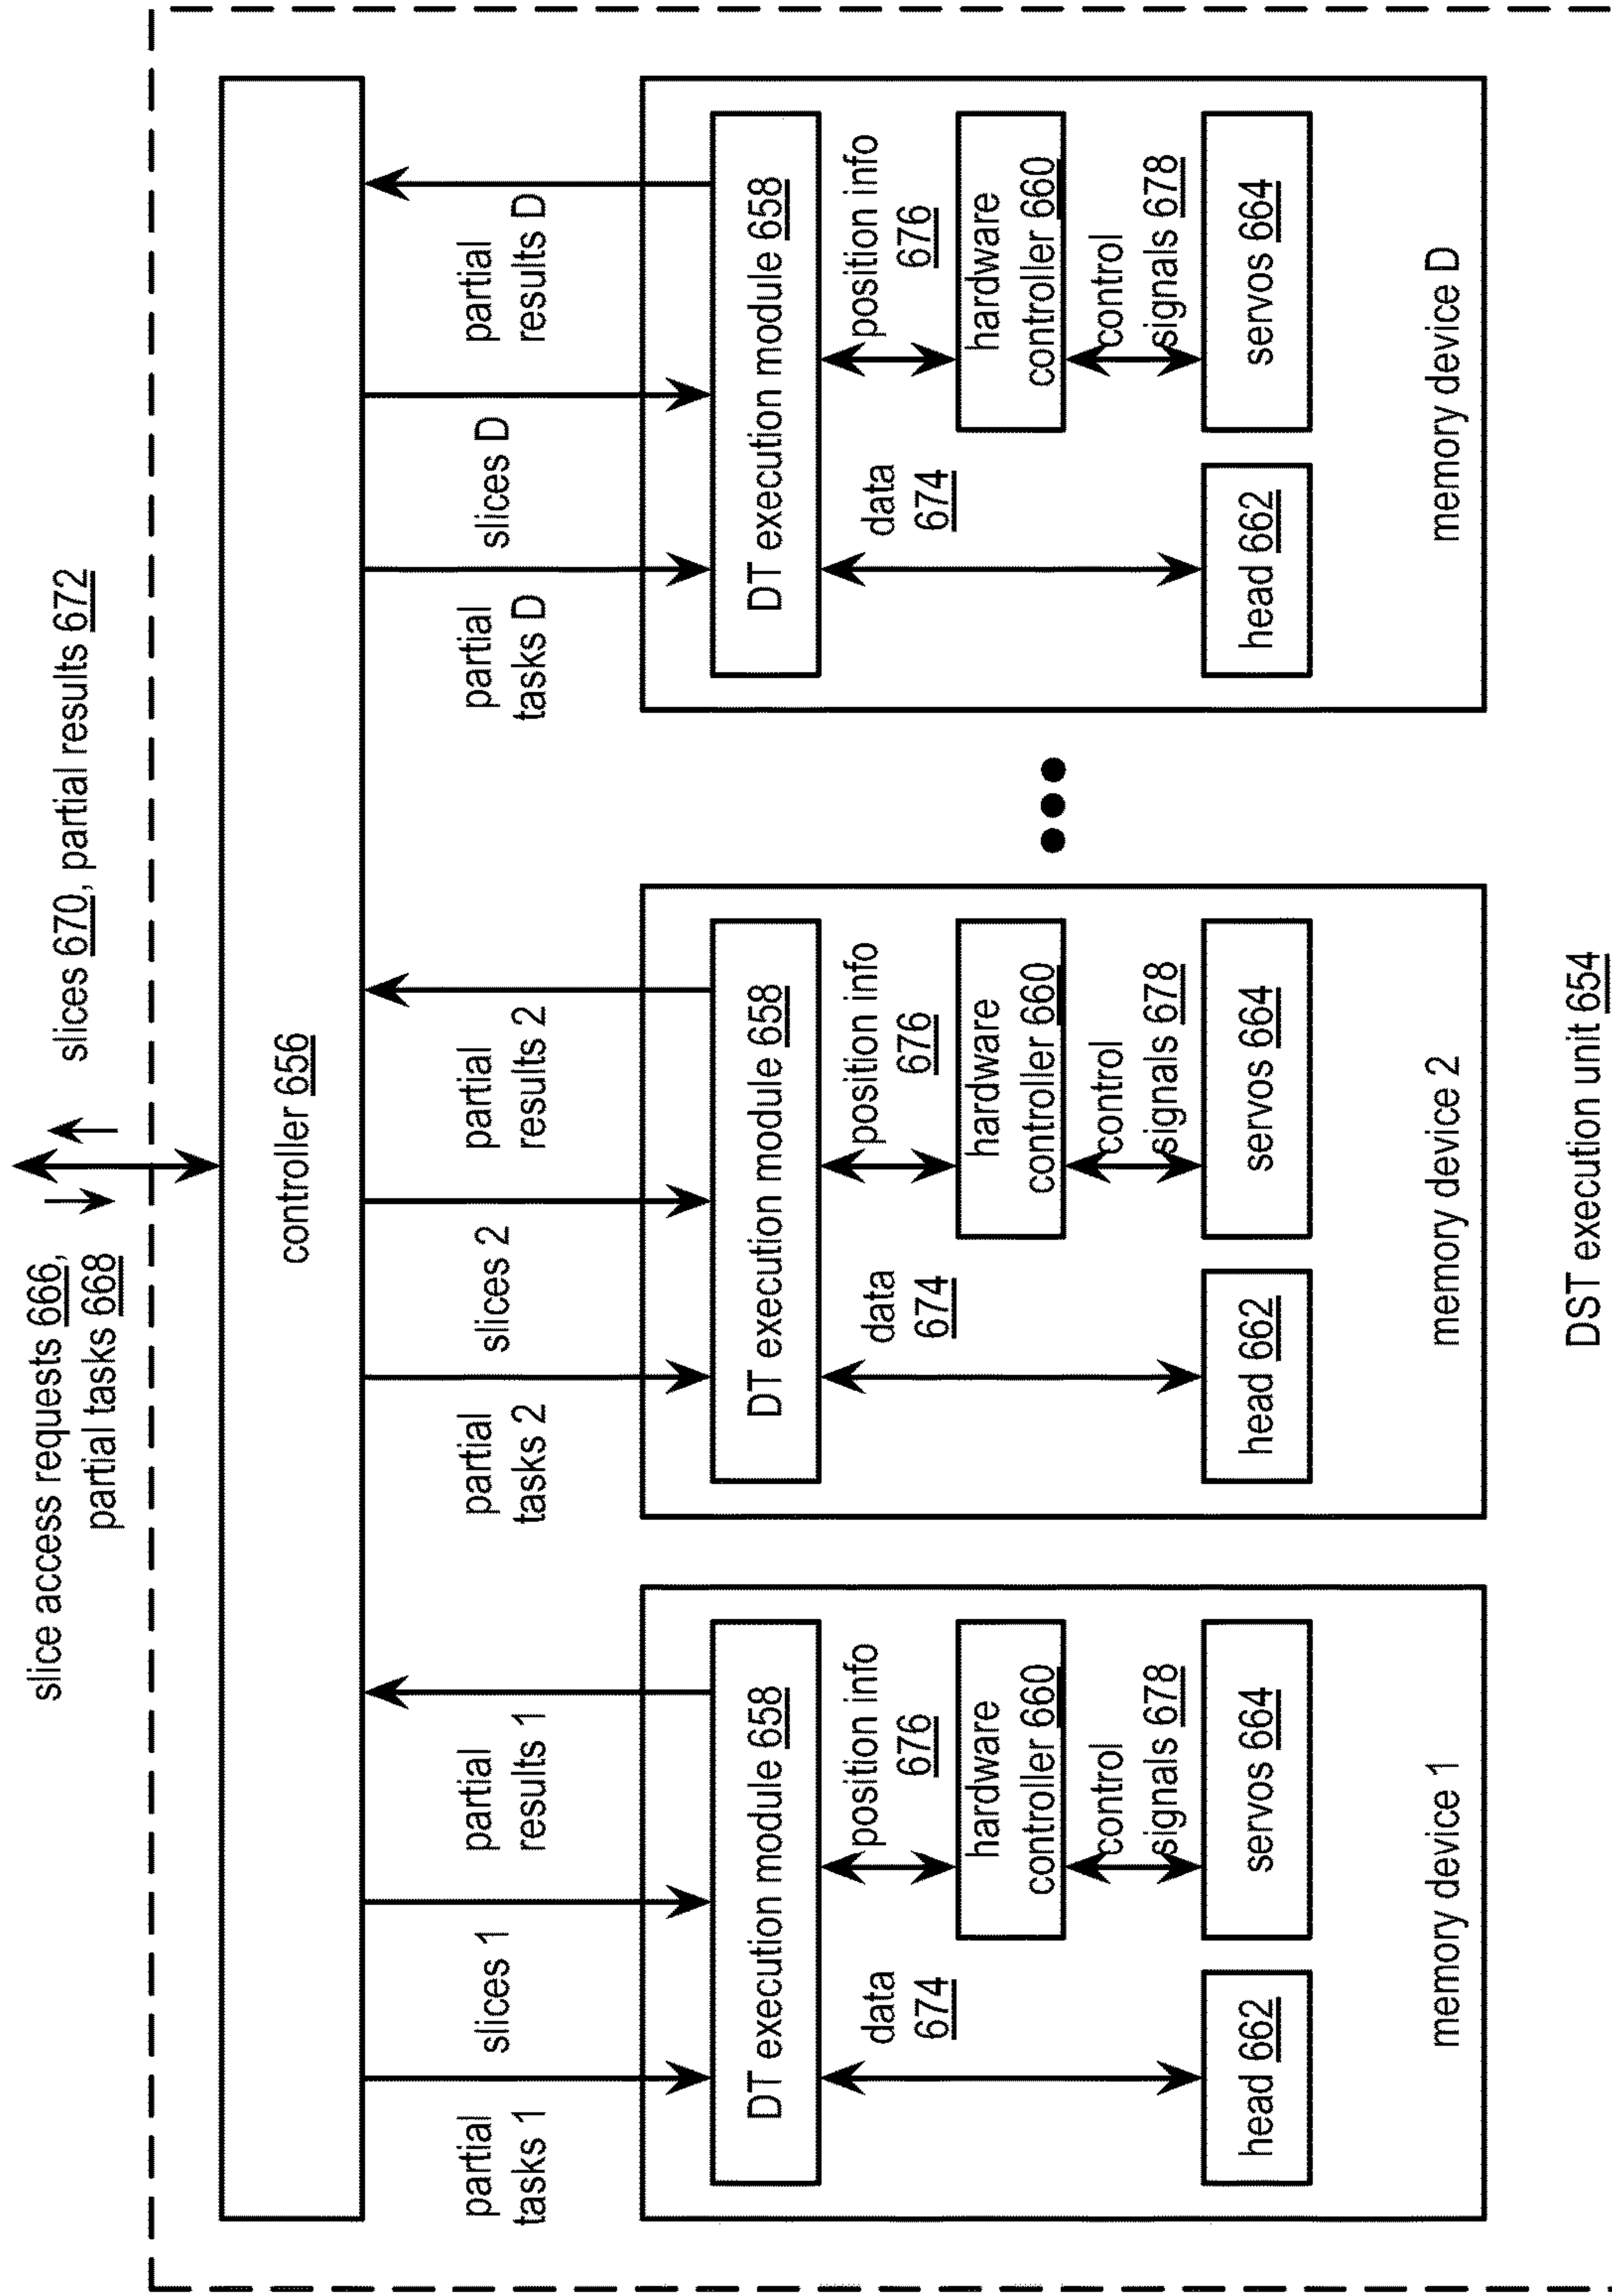 slice access requests 666,
partial tasks 668
slices 670, partial results 672
controller 656
partial
tasks 1
slices 1
partial
results 1
partial
tasks 2
slices 2
partial
results 2
partial
tasks D
slices D
partial
results D
DT execution module 658
data
674
position info
676
hardware
controller 660
control
signals 678
head 662
servos 664
memory device 1
DT execution module 658
data
674
position info
676
hardware
controller 660
control
signals 678
head 662
servos 664
memory device 2
DT execution module 658
data
674
position info
676
hardware
controller 660
control
signals 678
head 662
servos 664
memory device D
DST execution unit 654